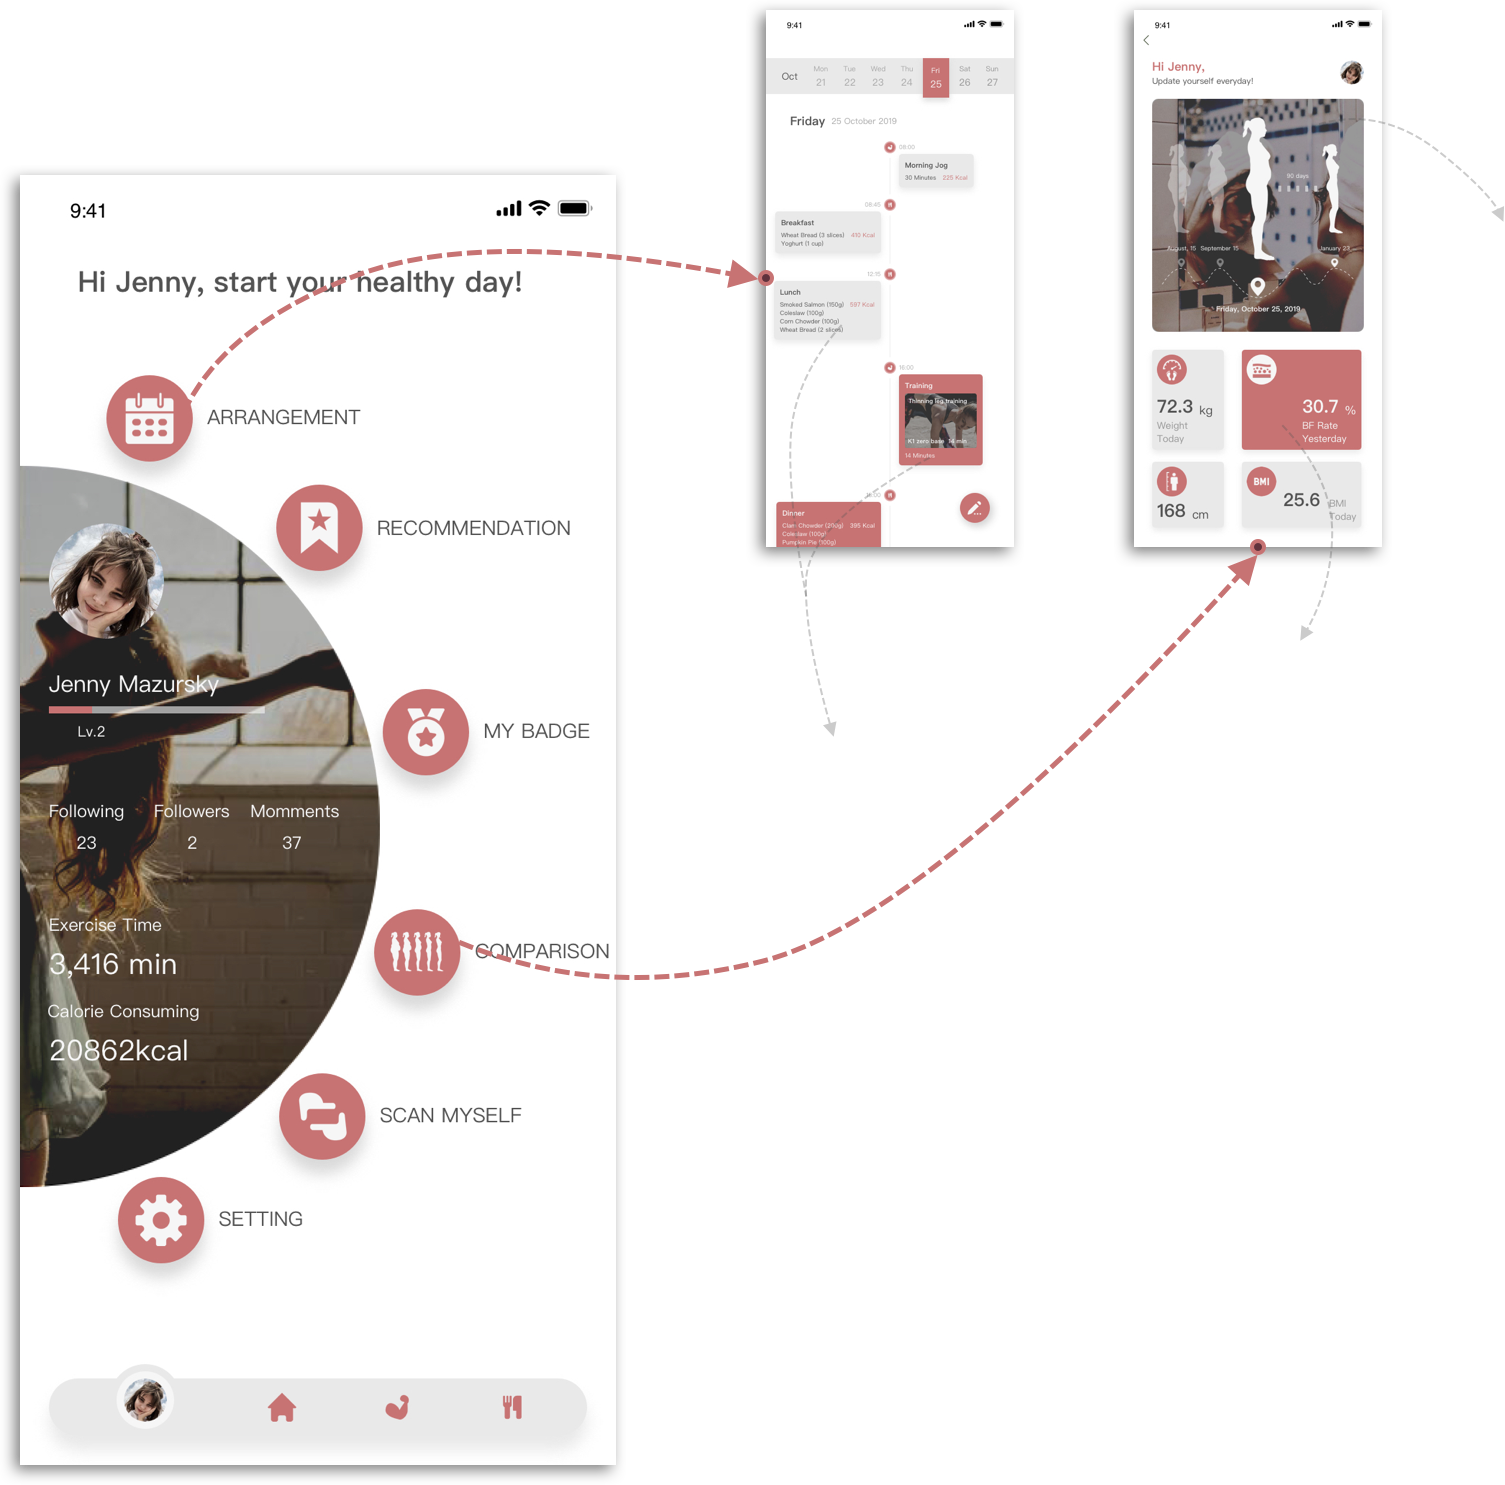 9:41
Hi Jenny, start your healthy day!
ARRANGEMENT
RECOMMENDATION
Jenny Mazursky
Lv.2
MY BADGE
Following Followers Momments
23 2 37
Exercise Time
3,416 min
COMPARISON
Calorie Consuming
20862kcal
SCAN MYSELF
SETTING
9:41
Oct
Mon Tue Wed Thu Fri Sat Sun
21 22 23 24 25 26 27
Friday 25 October 2019
08:00
Morning Jog
30 Minutes 225 Kcal
08:45
Breakfast
Wheat Bread (3 slices) 410 Kcal
Yoghurt (1 cup)
12:15
Lunch
Smoked Salmon (150g) 597 Kcal
Coleslaw (100g)
Corn Chowder (100g)
Wheat Bread (2 slices)
15:00
Training
Thinning leg training
K1 zero base 14 min
14 Minutes
Dinner
Clam Chowder (200g) 395 Kcal
Coleslaw (100g)
Pumpkin Pie (100g)
9:41
Hi Jenny,
Update yourself everyday!
90 days
August, 15 September 15 January 23
Friday, October 25, 2019
72.3 kg
Weight
Today
30.7 %
BF Rate
Yesterday
168 cm
BMI
25.6 BMI
Today